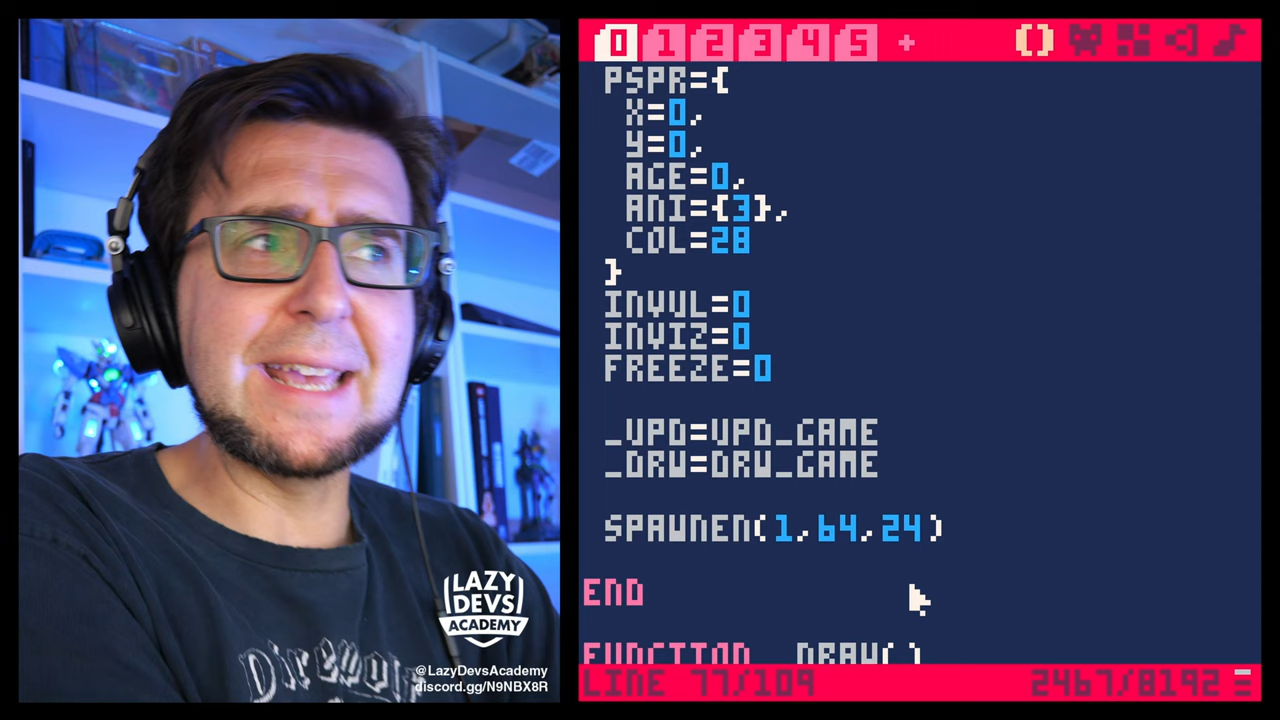 LAZY
DEVS
ACADEMY
@LazyDevsAcademy
discord.gg/N9NBX8R
0 1 2 3 4 5 +
PSPR={
X=0,
Y=0,
AGE=0,
ANI={3},
COL=28
}
INVUL=0
INVIZ=0
FREEZE=0
_UPD=UPD_GAME
_DRW=DRW_GAME
SPAWNEN(1,64,24)
END
FUNCTION _DRAW()
LINE 77/109
2467/8192